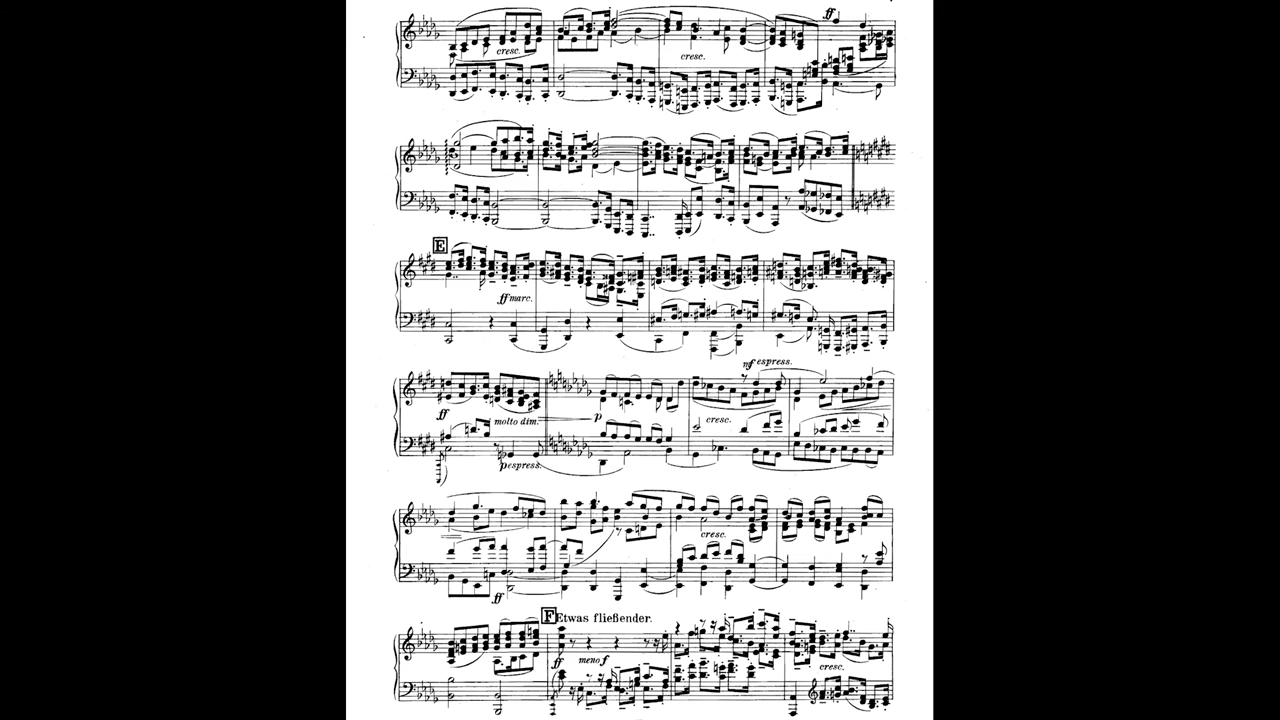 ff
cresc. cresc.
E
ff marc.
mf espress.
ff molto dim. p cresc.
p espress.
cresc.
ff
F Etwas fließender.
ff meno f cresc.